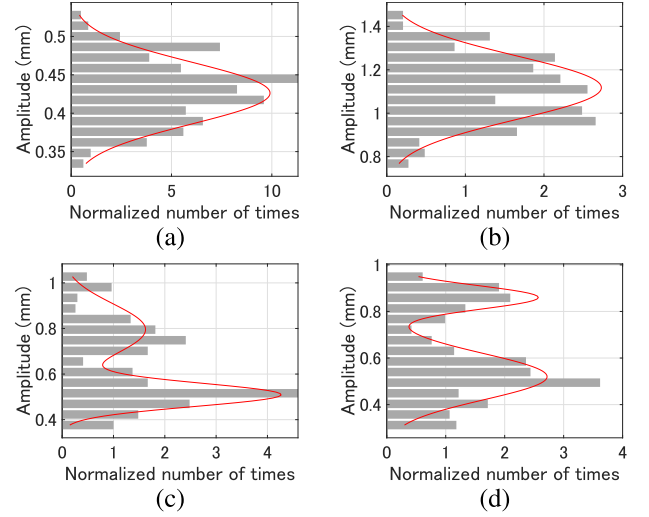 0.5
0.45
0.4
0.35
Amplitude (mm)
0
5
10
Normalized number of times
(a)
1.4
1.2
1
0.8
Amplitude (mm)
0
1
2
3
Normalized number of times
(b)
1
0.8
0.6
0.4
Amplitude (mm)
0
1
2
3
4
Normalized number of times
(c)
1
0.8
0.6
0.4
Amplitude (mm)
0
1
2
3
4
Normalized number of times
(d)